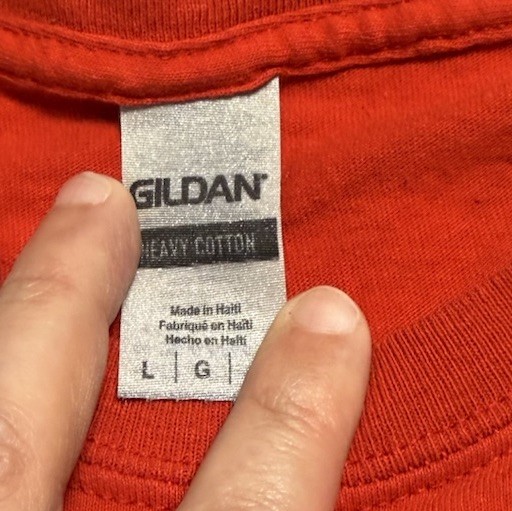 GILDAN
HEAVY COTTON
Made in Haiti
Fabriqué en Haïti
Hecho en Haiti
L | G |